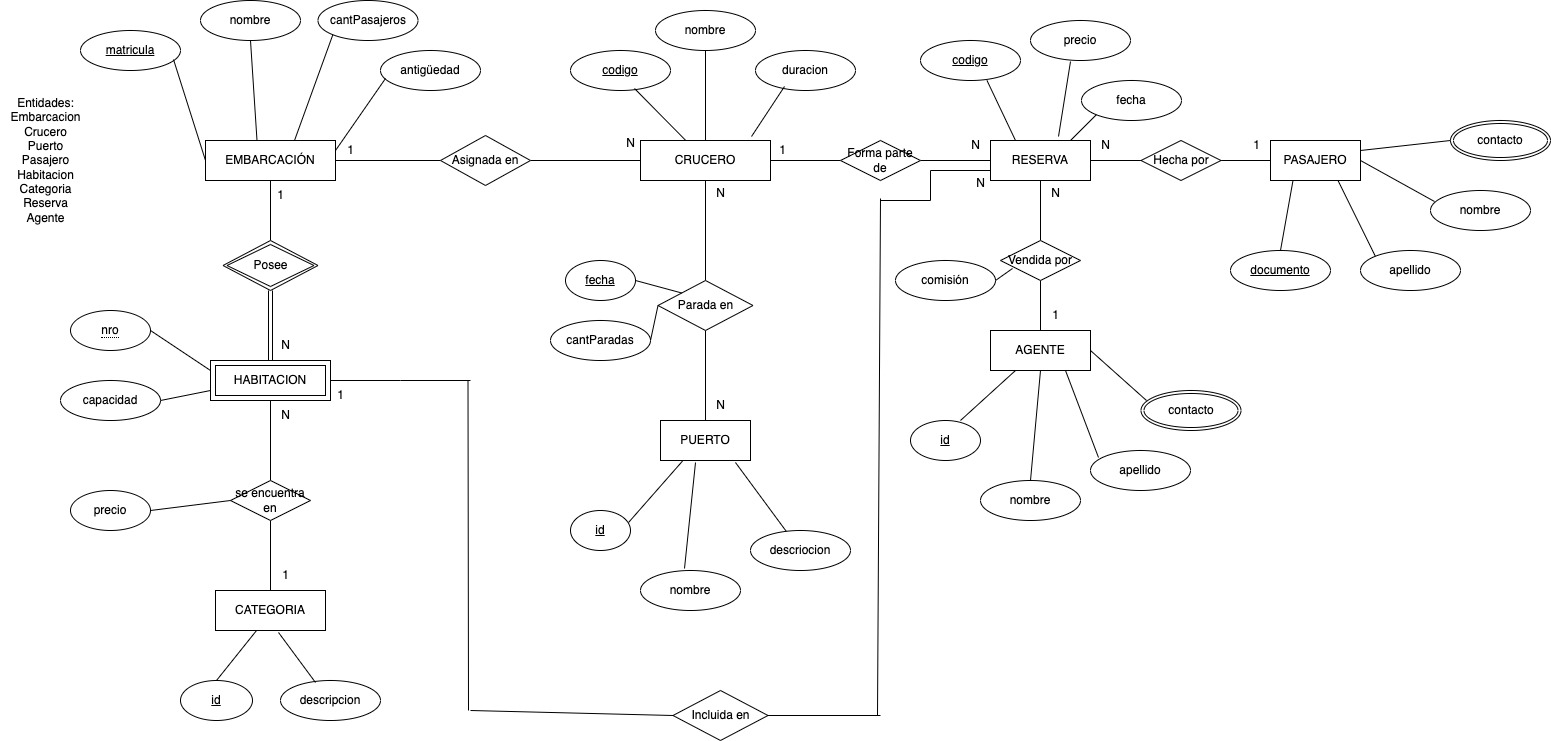 nombre
cantPasajeros
matricula
antigüedad
nombre
codigo
duracion
precio
codigo
fecha
Entidades:
Embarcacion
Crucero
Puerto
Pasajero
Habitacion
Categoria
Reserva
Agente
EMBARCACIÓN
1
Asignada en
N
CRUCERO
1
Forma parte
de
N
RESERVA
N
Hecha por
1
PASAJERO
contacto
1
N
N
N
nombre
Posee
fecha
Parada en
cantParadas
comisión
Vendida por
documento
apellido
nro
N
1
HABITACION
1
AGENTE
capacidad
N
N
PUERTO
contacto
id
apellido
nombre
precio
se encuentra
en
id
descriocion
nombre
1
CATEGORIA
id
descripcion
Incluida en